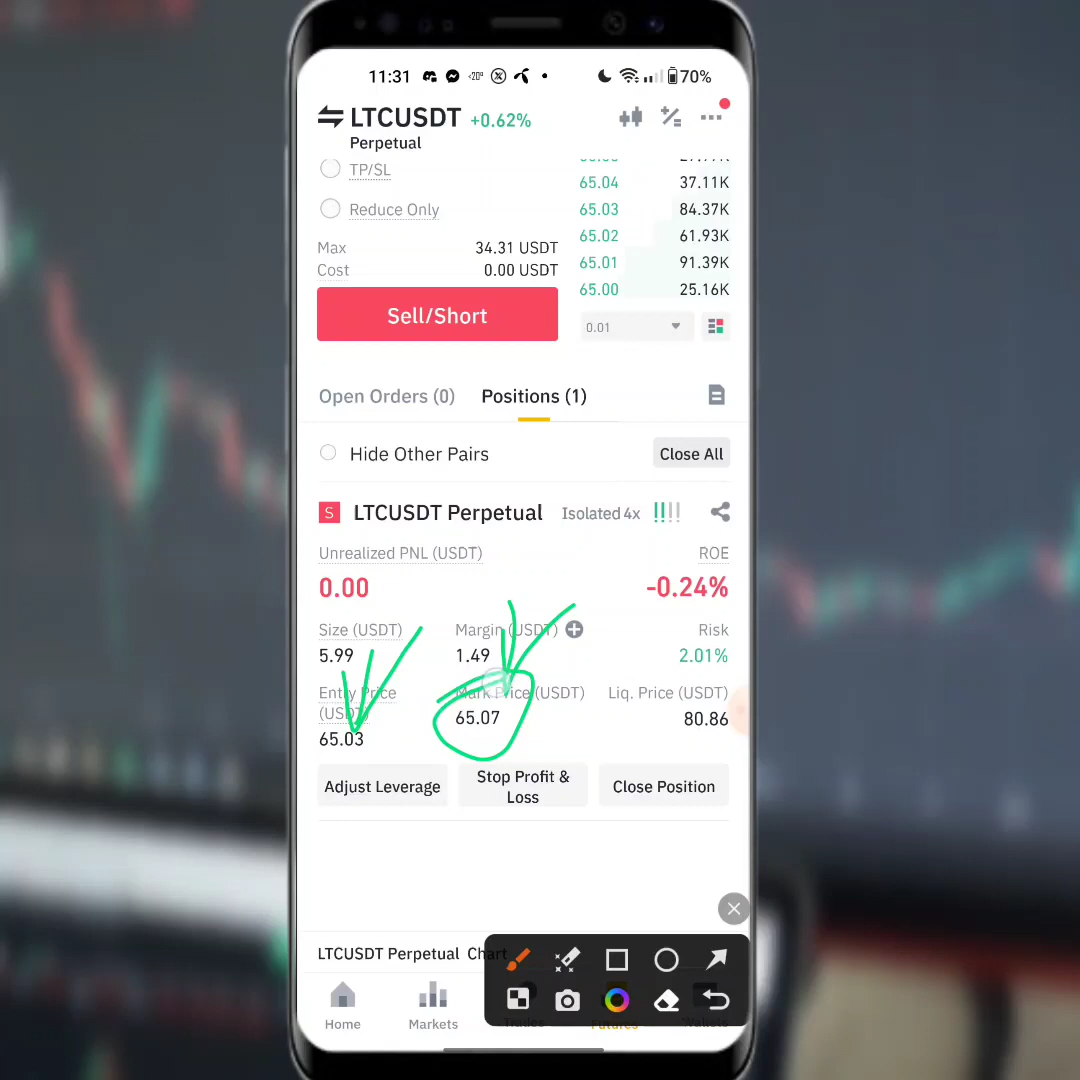 11:31 <20° 70%
LTCUSDT +0.62%
Perpetual
TP/SL
65.04 37.11K
Reduce Only 65.03 84.37K
65.02 61.93K
Max 34.31 USDT
65.01 91.39K
Cost 0.00 USDT
65.00 25.16K
Sell/Short
0.01
Open Orders (0) Positions (1)
Hide Other Pairs Close All
S LTCUSDT Perpetual Isolated 4x
Unrealized PNL (USDT) ROE
0.00 -0.24%
Size (USDT) Margin (USDT) Risk
5.99 1.49 2.01%
Entry Price Mark Price (USDT) Liq. Price (USDT)
(USDT) 65.07 80.86
65.03
Adjust Leverage Stop Profit & Close Position
Loss
LTCUSDT Perpetual Chart
Home Markets Trades Futures Wallets